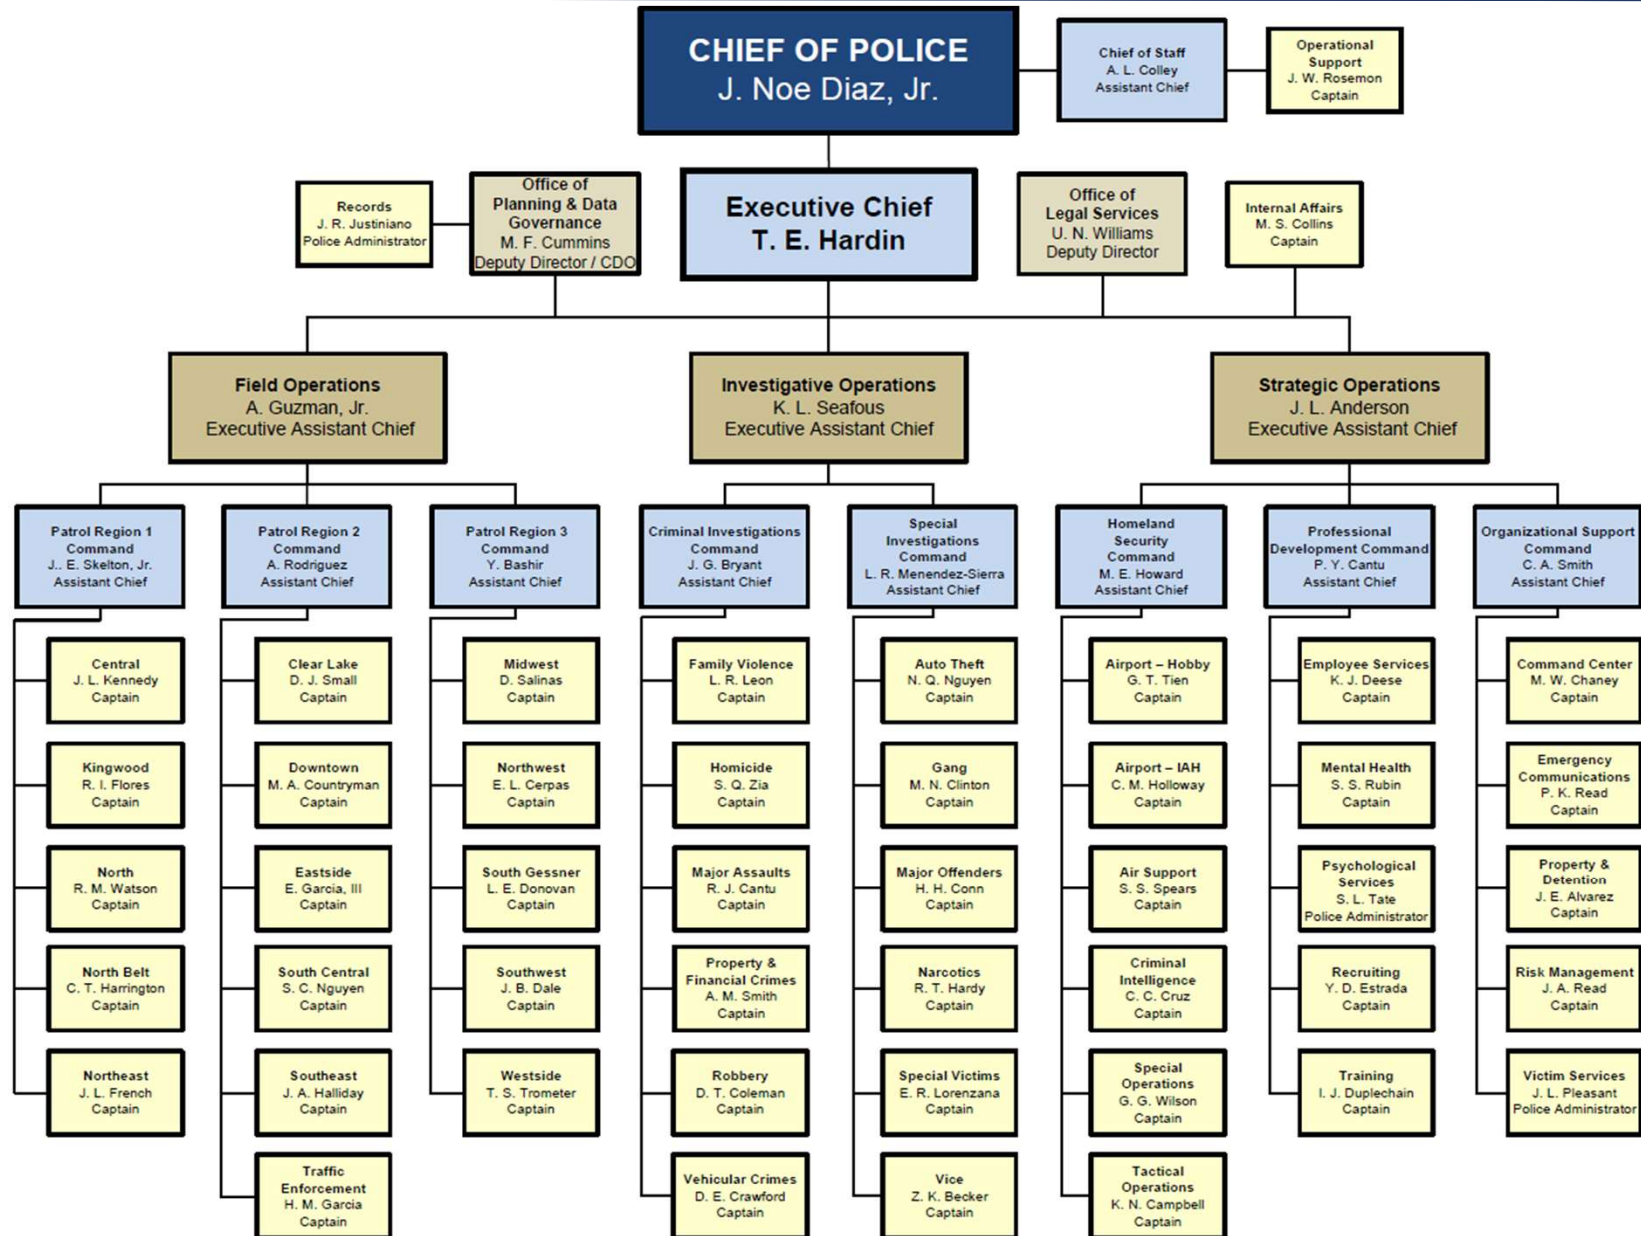 CHIEF OF POLICE
J. Noe Diaz, Jr.
Chief of Staff
A. L. Colley
Assistant Chief
Operational
Support
J. W. Rosemon
Captain
Records
J. R. Justiniano
Police Administrator
Office of
Planning & Data
Governance
M. F. Cummins
Deputy Director / CDO
Executive Chief
T. E. Hardin
Office of
Legal Services
U. N. Williams
Deputy Director
Internal Affairs
M. S. Collins
Captain
Field Operations
A. Guzman, Jr.
Executive Assistant Chief
Investigative Operations
K. L. Seafous
Executive Assistant Chief
Strategic Operations
J. L. Anderson
Executive Assistant Chief
Patrol Region 1
Command
J.. E. Skelton, Jr.
Assistant Chief
Patrol Region 2
Command
A. Rodriguez
Assistant Chief
Patrol Region 3
Command
Y. Bashir
Assistant Chief
Criminal Investigations
Command
J. G. Bryant
Assistant Chief
Special
Investigations
Command
L. R. Menendez-Sierra
Assistant Chief
Homeland
Security
Command
M. E. Howard
Assistant Chief
Professional
Development Command
P. Y. Cantu
Assistant Chief
Organizational Support
Command
C. A. Smith
Assistant Chief
Central
J. L. Kennedy
Captain
Clear Lake
D. J. Small
Captain
Midwest
D. Salinas
Captain
Family Violence
L. R. Leon
Captain
Auto Theft
N. Q. Nguyen
Captain
Airport – Hobby
G. T. Tien
Captain
Employee Services
K. J. Deese
Captain
Command Center
M. W. Chaney
Captain
Kingwood
R. I. Flores
Captain
Downtown
M. A. Countryman
Captain
Northwest
E. L. Cerpas
Captain
Homicide
S. Q. Zia
Captain
Gang
M. N. Clinton
Captain
Airport – IAH
C. M. Holloway
Captain
Mental Health
S. S. Rubin
Captain
Emergency
Communications
P. K. Read
Captain
North
R. M. Watson
Captain
Eastside
E. Garcia, III
Captain
South Gessner
L. E. Donovan
Captain
Major Assaults
R. J. Cantu
Captain
Major Offenders
H. H. Conn
Captain
Air Support
S. S. Spears
Captain
Psychological
Services
S. L. Tate
Police Administrator
Property &
Detention
J. E. Alvarez
Captain
North Belt
C. T. Harrington
Captain
South Central
S. C. Nguyen
Captain
Southwest
J. B. Dale
Captain
Property &
Financial Crimes
A. M. Smith
Captain
Narcotics
R. T. Hardy
Captain
Criminal
Intelligence
C. C. Cruz
Captain
Recruiting
Y. D. Estrada
Captain
Risk Management
J. A. Read
Captain
Northeast
J. L. French
Captain
Southeast
J. A. Halliday
Captain
Westside
T. S. Trometer
Captain
Robbery
D. T. Coleman
Captain
Special Victims
E. R. Lorenzana
Captain
Special
Operations
G. G. Wilson
Captain
Training
I. J. Duplechain
Captain
Victim Services
J. L. Pleasant
Police Administrator
Traffic
Enforcement
H. M. Garcia
Captain
Vehicular Crimes
D. E. Crawford
Captain
Vice
Z. K. Becker
Captain
Tactical
Operations
K. N. Campbell
Captain